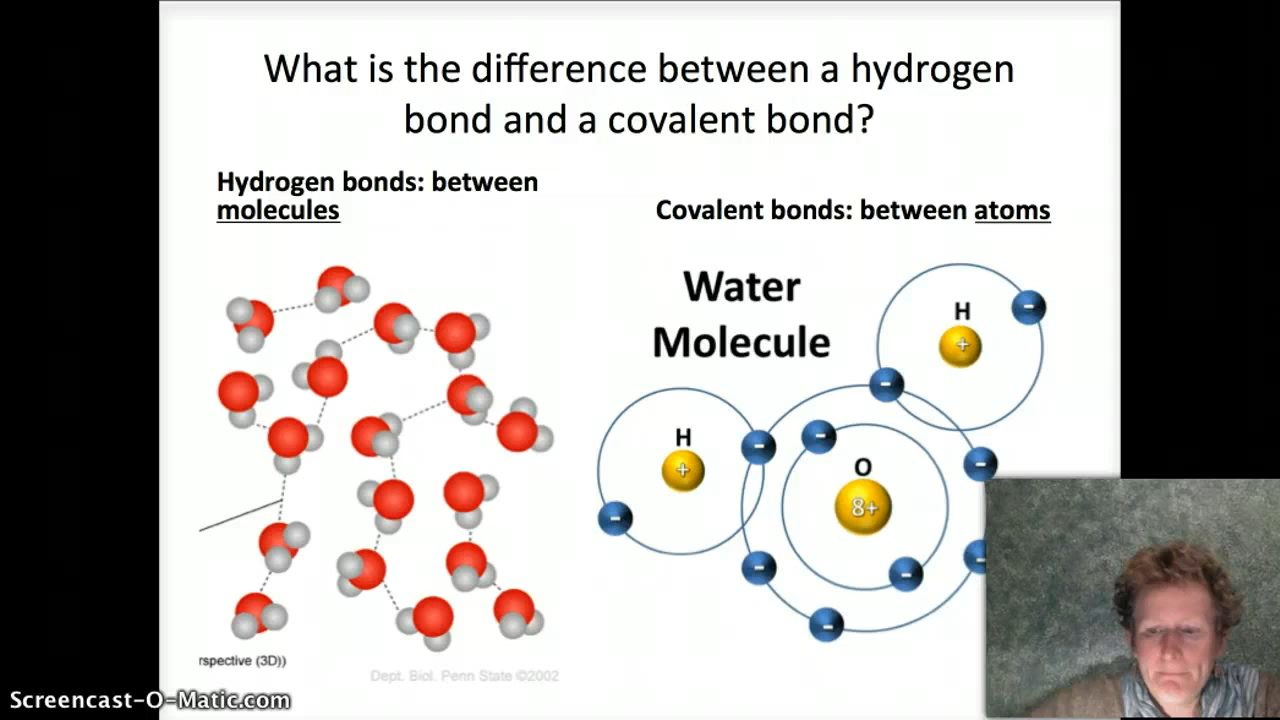 What is the difference between a hydrogen
bond and a covalent bond?
Hydrogen bonds: between
molecules
Covalent bonds: between atoms
Water
Molecule
H
+
-
-
H
+
-
-
-
O
8+
-
-
-
-
-
rspective (3D))
Dept. Biol. Penn State ©2002
Screencast-O-Matic.com